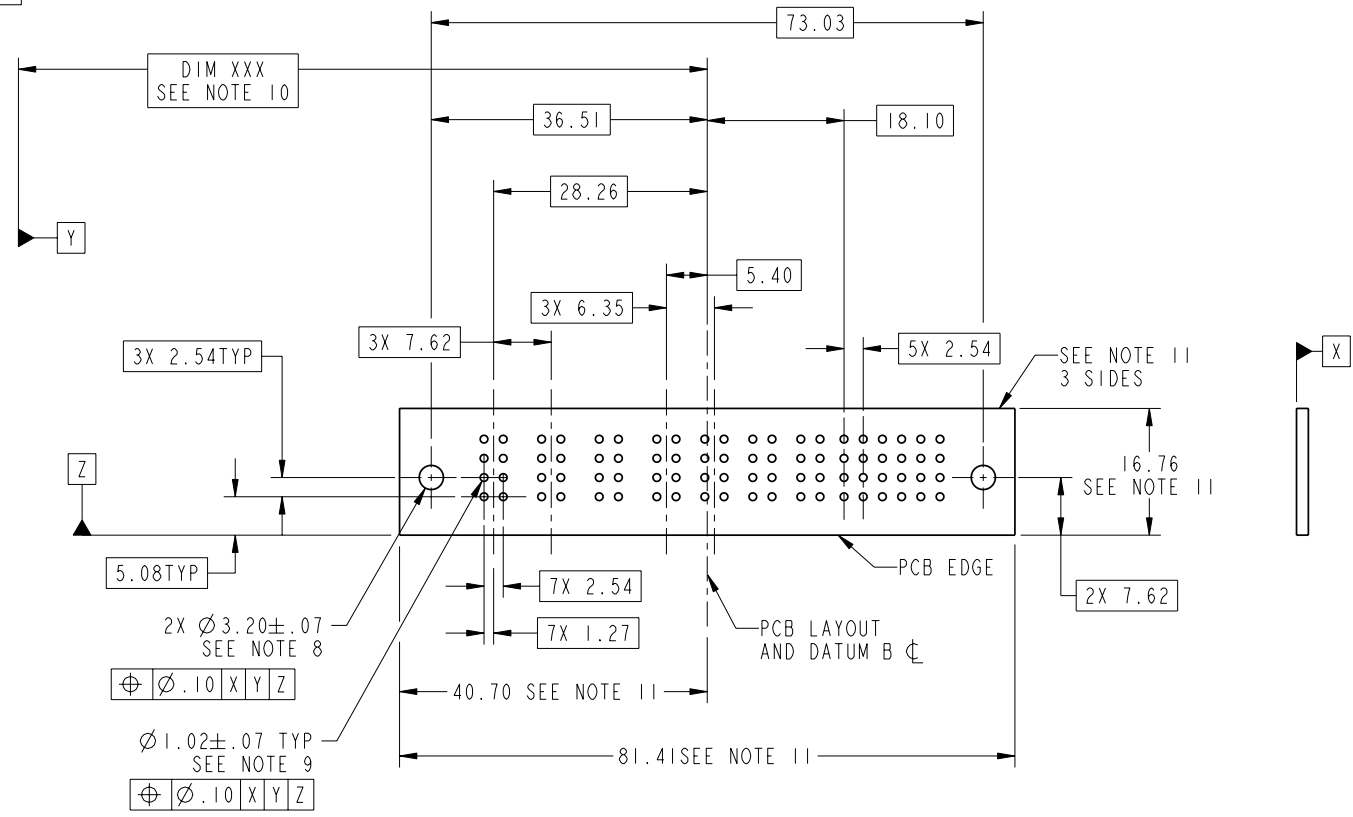 73.03
DIM XXX
SEE NOTE 10
36.51
18.10
28.26
Y
5.40
3X 6.35
3X 7.62
5X 2.54
3X 2.54TYP
SEE NOTE 11
3 SIDES
X
Z
16.76
SEE NOTE 11
5.08TYP
PCB EDGE
7X 2.54
2X 7.62
2X Ø3.20±.07
SEE NOTE 8
7X 1.27
PCB LAYOUT
AND DATUM B ℄
⌖ Ø.10 X Y Z
40.70 SEE NOTE 11
Ø1.02±.07 TYP
SEE NOTE 9
81.41SEE NOTE 11
⌖ Ø.10 X Y Z